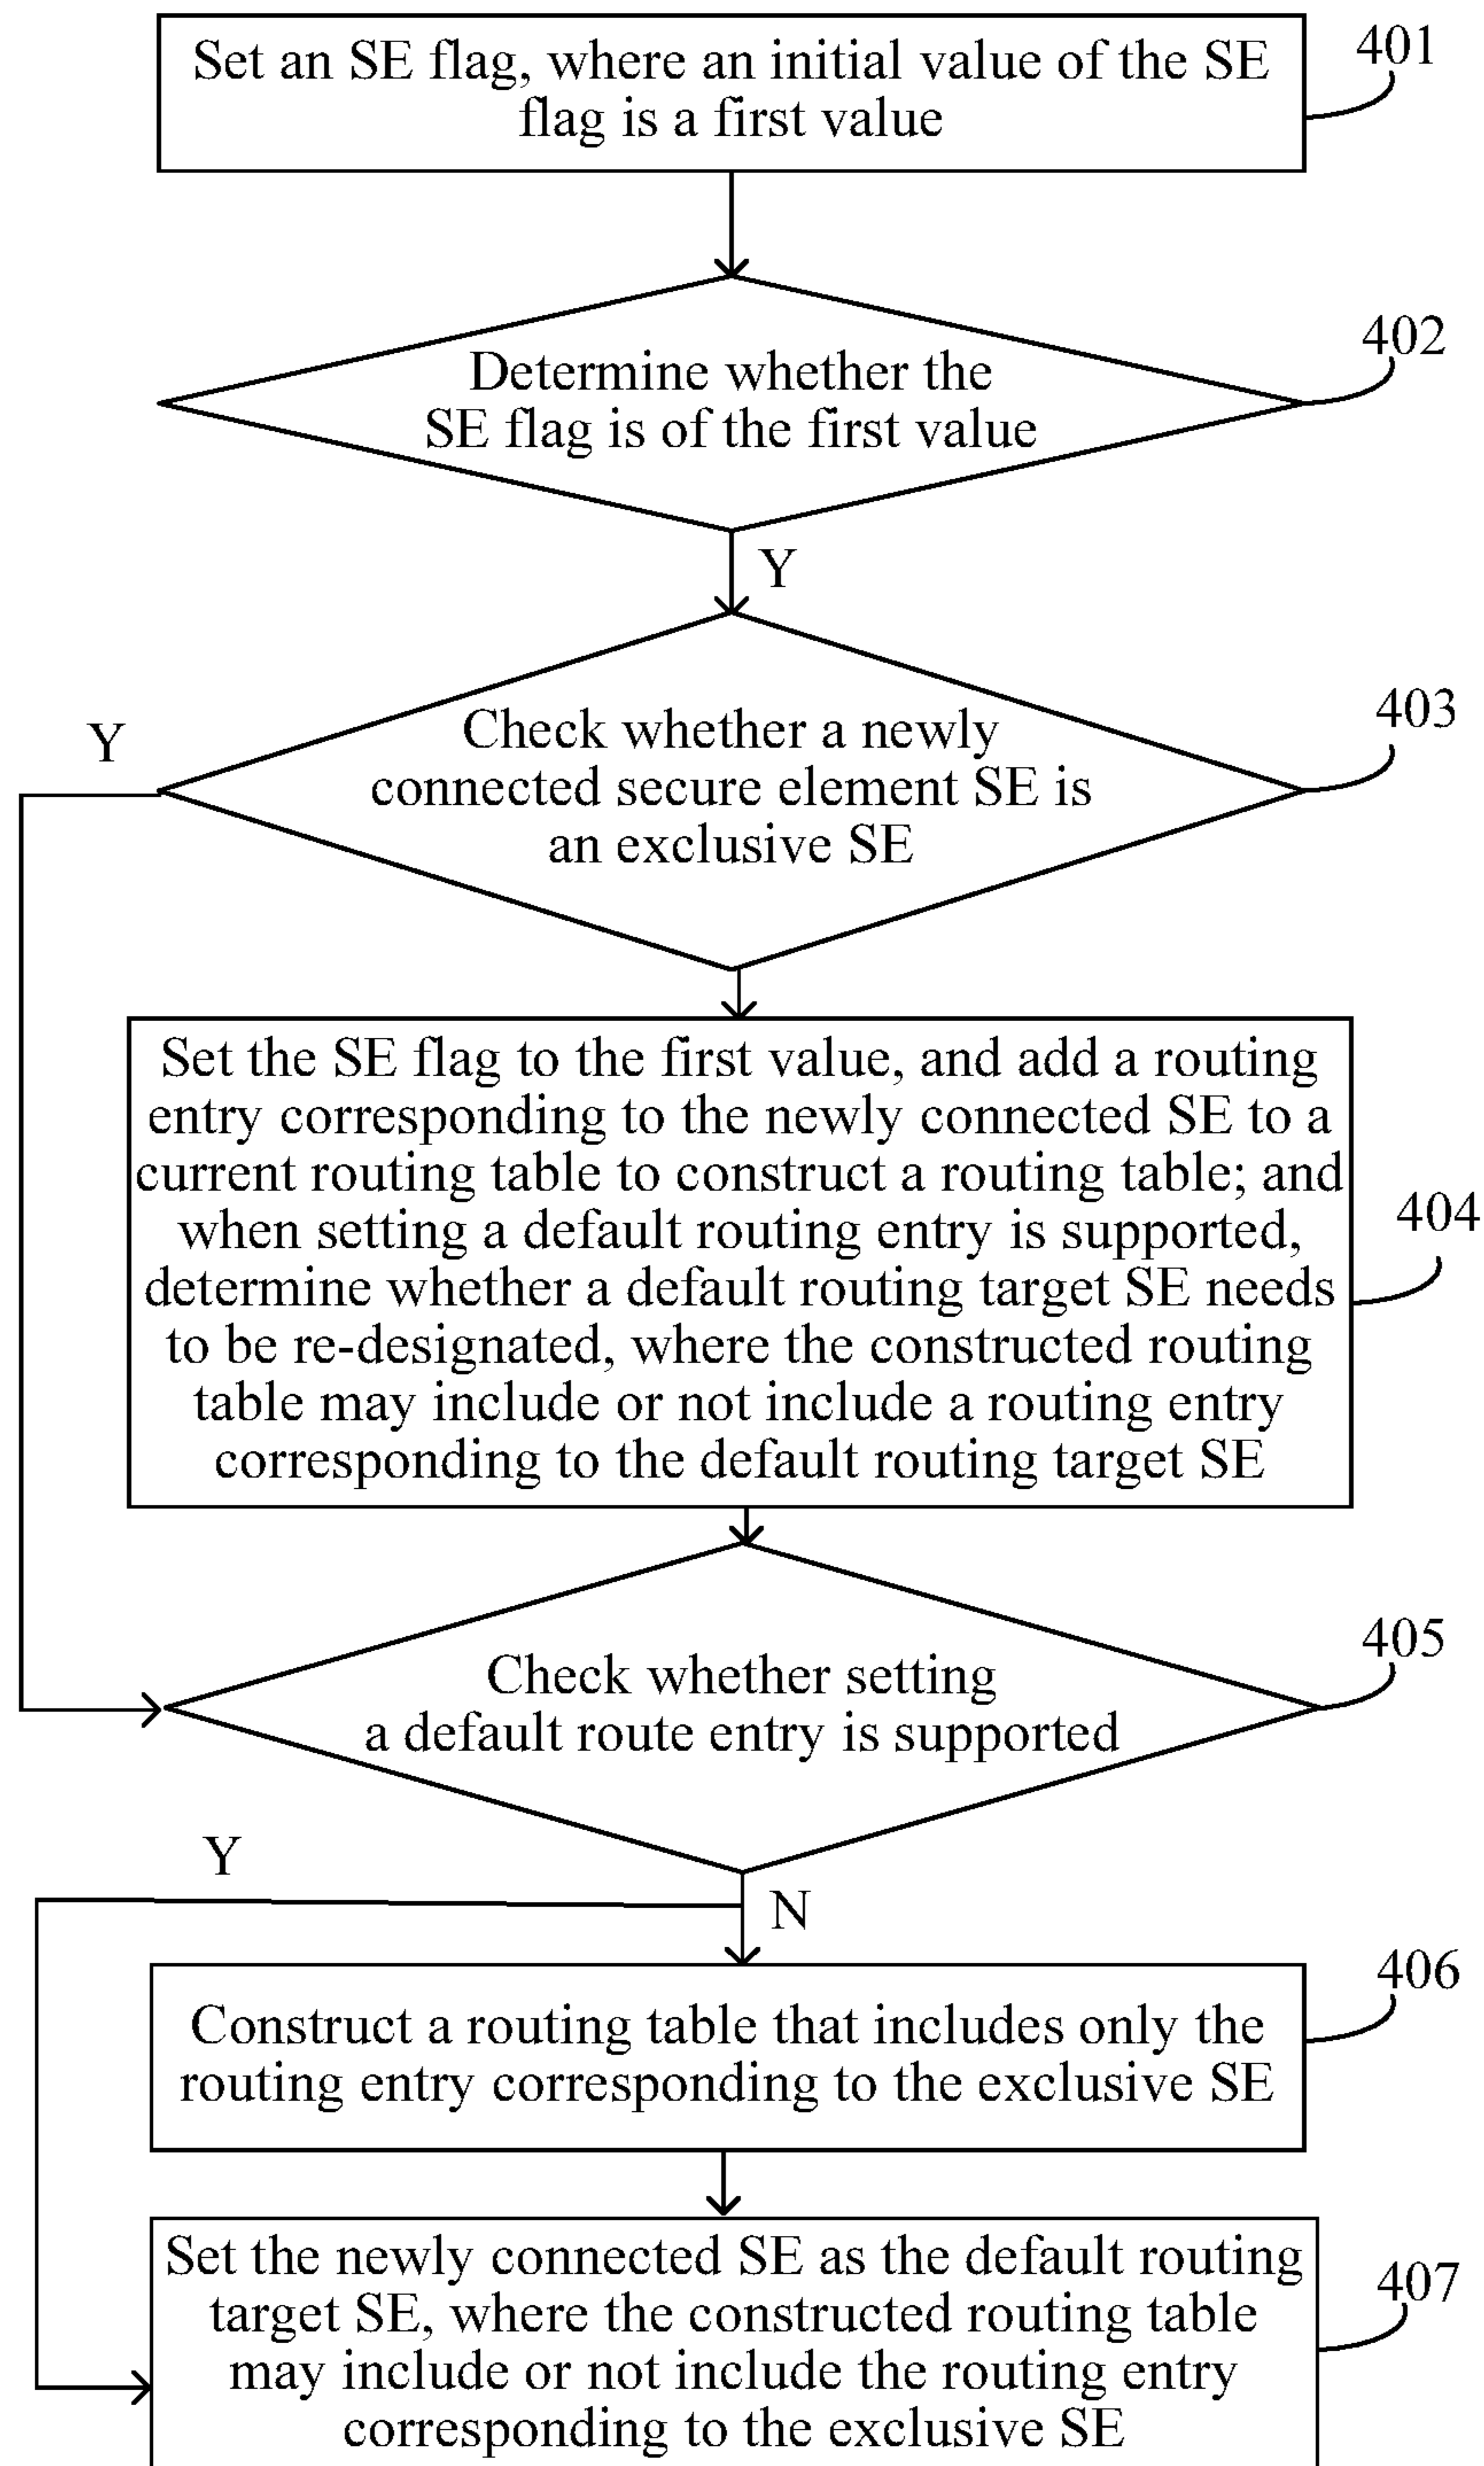 Set an SE flag, where an initial value of the SE
flag is a first value
401
Determine whether the
SE flag is of the first value
402
Y
Check whether a newly
connected secure element SE is
an exclusive SE
403
Y
Set the SE flag to the first value, and add a routing
entry corresponding to the newly connected SE to a
current routing table to construct a routing table; and
when setting a default routing entry is supported,
determine whether a default routing target SE needs
to be re-designated, where the constructed routing
table may include or not include a routing entry
corresponding to the default routing target SE
404
Check whether setting
a default route entry is supported
405
Y
N
Construct a routing table that includes only the
routing entry corresponding to the exclusive SE
406
Set the newly connected SE as the default routing
target SE, where the constructed routing table
may include or not include the routing entry
corresponding to the exclusive SE
407